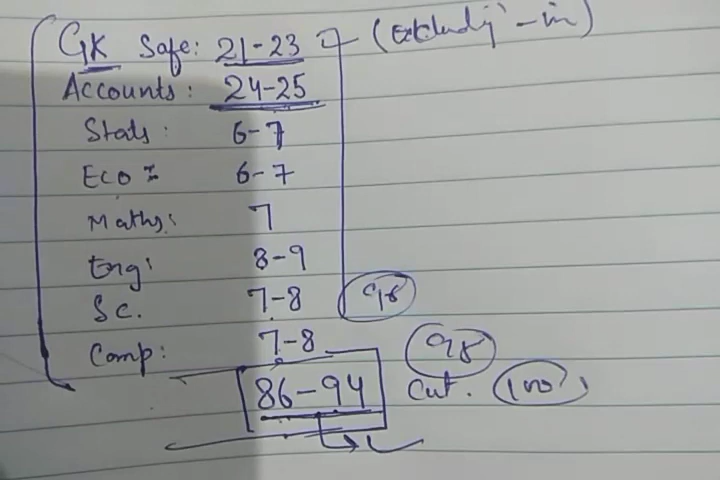 GK Safe: 21-23 (Excluding -in)
Accounts: 24-25
Stats: 6-7
Eco: 6-7
Maths: 7
Eng: 8-9
Sc. 7-8 98
Comp: 7-8 98
86-94 Cut. 100